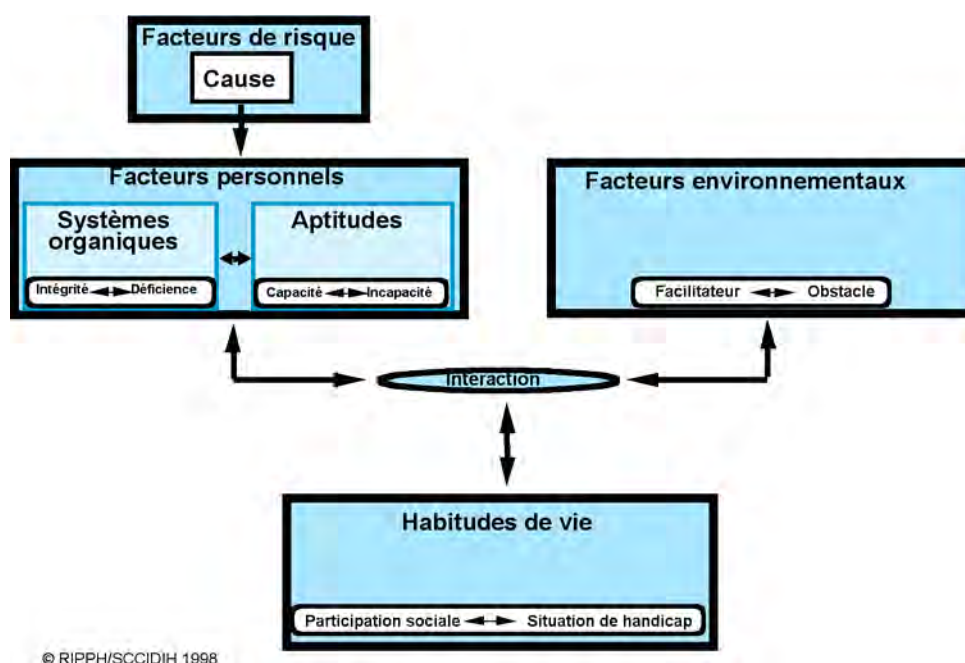 Facteurs de risque
Cause
Facteurs personnels
Systèmes
organiques
Intégrité Déficience
Aptitudes
Capacité Incapacité
Facteurs environnementaux
Facilitateur Obstacle
Interaction
Habitudes de vie
Participation sociale Situation de handicap
© RIPPH/SCCIDIH 1998